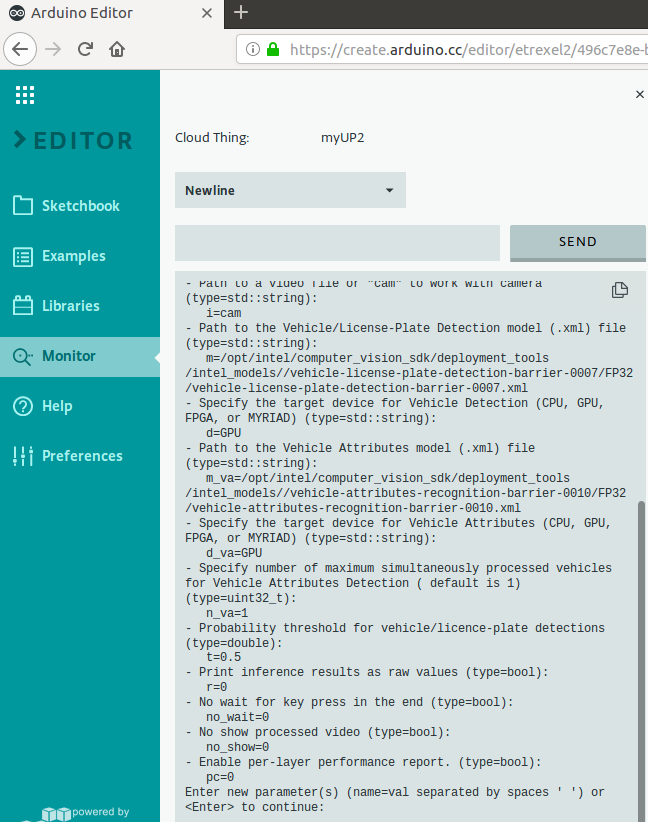 Arduino Editor
https://create.arduino.cc/editor/etrexel2/496c7e8e-b
EDITOR
Sketchbook
Examples
Libraries
Monitor
Help
Preferences
powered by
Cloud Thing: myUP2
Newline
SEND
- Path to a video file or "cam" to work with camera
(type=std::string):
i=cam
- Path to the Vehicle/License-Plate Detection model (.xml) file
(type=std::string):
m=/opt/intel/computer_vision_sdk/deployment_tools
/intel_models//vehicle-license-plate-detection-barrier-0007/FP32
/vehicle-license-plate-detection-barrier-0007.xml
- Specify the target device for Vehicle Detection (CPU, GPU,
FPGA, or MYRIAD) (type=std::string):
d=GPU
- Path to the Vehicle Attributes model (.xml) file
(type=std::string):
m_va=/opt/intel/computer_vision_sdk/deployment_tools
/intel_models//vehicle-attributes-recognition-barrier-0010/FP32
/vehicle-attributes-recognition-barrier-0010.xml
- Specify the target device for Vehicle Attributes (CPU, GPU,
FPGA, or MYRIAD) (type=std::string):
d_va=GPU
- Specify number of maximum simultaneously processed vehicles
for Vehicle Attributes Detection ( default is 1)
(type=uint32_t):
n_va=1
- Probability threshold for vehicle/licence-plate detections
(type=double):
t=0.5
- Print inference results as raw values (type=bool):
r=0
- No wait for key press in the end (type=bool):
no_wait=0
- No show processed video (type=bool):
no_show=0
- Enable per-layer performance report. (type=bool):
pc=0
Enter new parameter(s) (name=val separated by spaces ' ') or
<Enter> to continue: